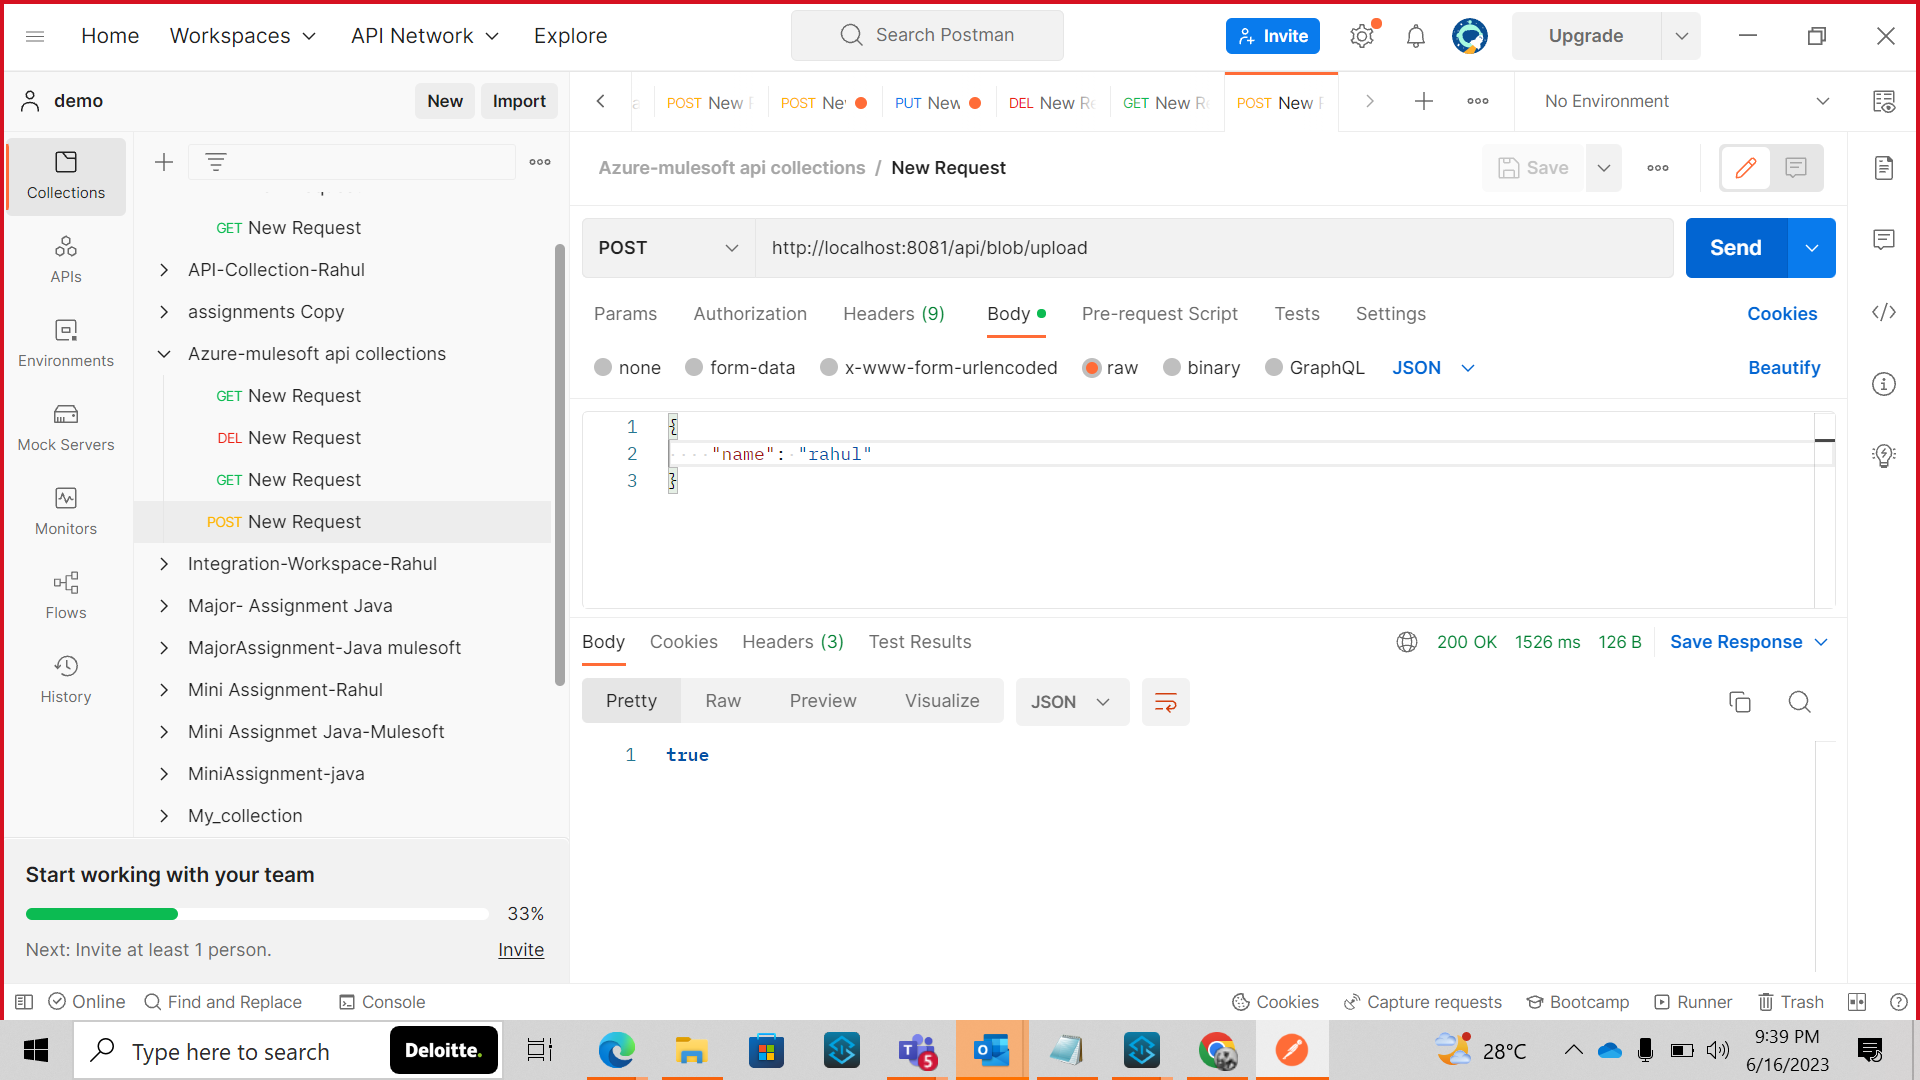 Home
Workspaces
API Network
Explore
Search Postman
Invite
Upgrade
demo
New
Import
POST New
POST Ne
PUT New
DEL New Re
GET New Re
POST New
No Environment
Collections
APIs
Environments
Mock Servers
Monitors
Flows
History
GET New Request
API-Collection-Rahul
assignments Copy
Azure-mulesoft api collections
GET New Request
DEL New Request
GET New Request
POST New Request
Integration-Workspace-Rahul
Major- Assignment Java
MajorAssignment-Java mulesoft
Mini Assignment-Rahul
Mini Assignmet Java-Mulesoft
MiniAssignment-java
My_collection
Start working with your team
33%
Next: Invite at least 1 person.
Invite
Azure-mulesoft api collections / New Request
Save
POST
http://localhost:8081/api/blob/upload
Send
Params
Authorization
Headers (9)
Body
Pre-request Script
Tests
Settings
Cookies
none
form-data
x-www-form-urlencoded
raw
binary
GraphQL
JSON
Beautify
1 {
2 "name": "rahul"
3 }
Body
Cookies
Headers (3)
Test Results
200 OK
1526 ms
126 B
Save Response
Pretty
Raw
Preview
Visualize
JSON
1 true
Online
Find and Replace
Console
Cookies
Capture requests
Bootcamp
Runner
Trash
Type here to search
Deloitte.
5
28°C
9:39 PM
6/16/2023